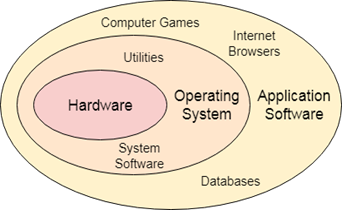 Computer Games
Internet
Browsers
Utilities
Hardware
Operating
System
Application
Software
System
Software
Databases